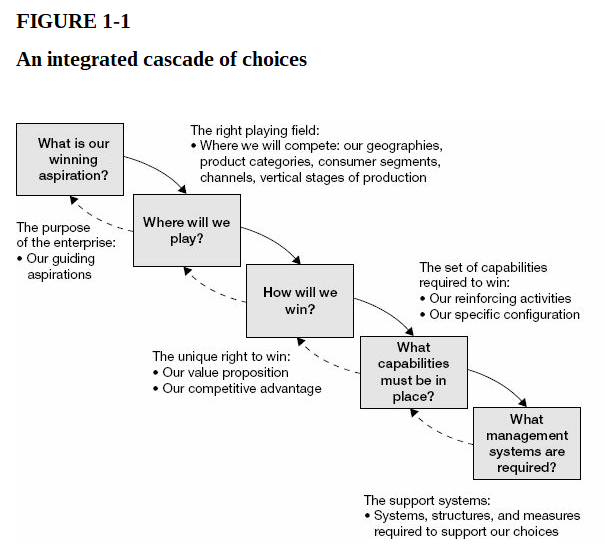 FIGURE 1-1
An integrated cascade of choices
What is our
winning
aspiration?
The right playing field:
• Where we will compete: our geographies,
product categories, consumer segments,
channels, vertical stages of production
The purpose
of the enterprise:
• Our guiding
aspirations
Where will we
play?
How will we
win?
The set of capabilities
required to win:
• Our reinforcing activities
• Our specific configuration
The unique right to win:
• Our value proposition
• Our competitive advantage
What
capabilities
must be in
place?
What
management
systems are
required?
The support systems:
• Systems, structures, and measures
required to support our choices